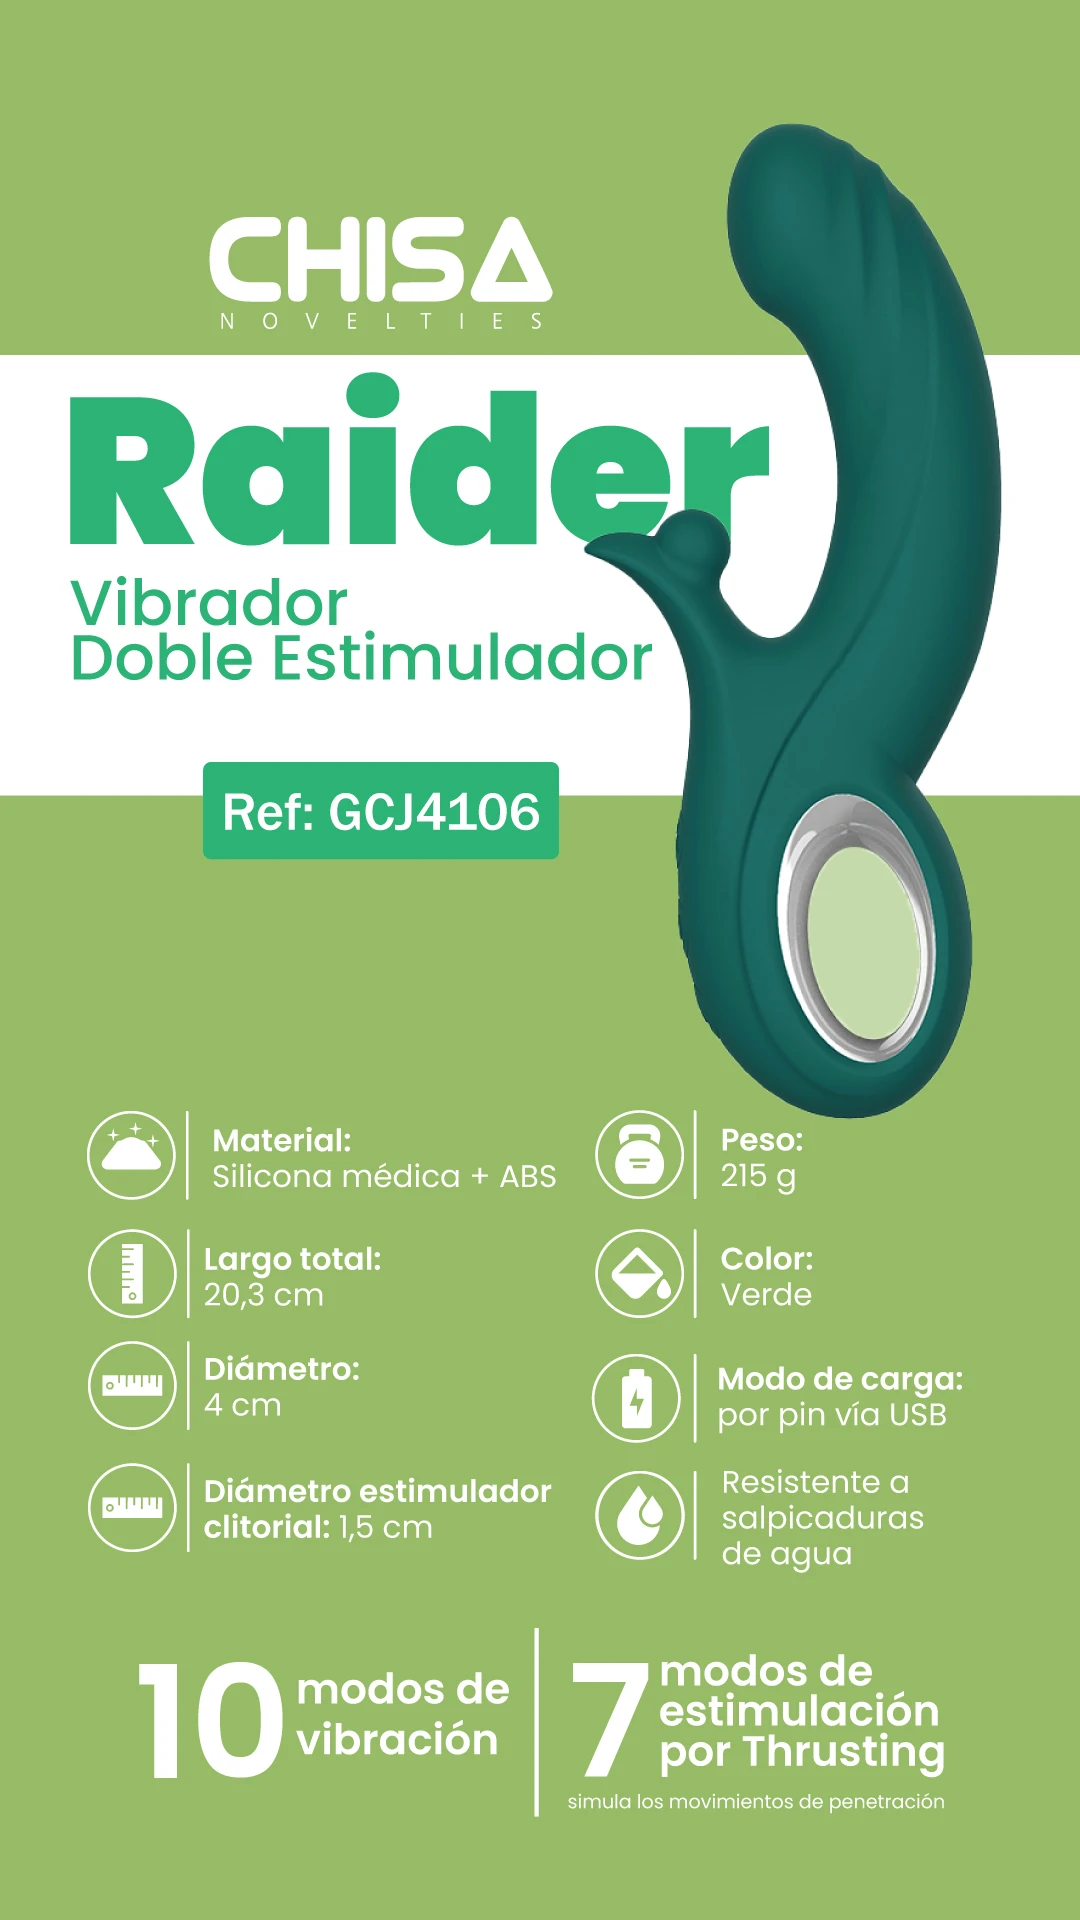 CHISA
NOVELTIES
Raider
Vibrador
Doble Estimulador
Ref: GCJ4106
Material:
Silicona médica + ABS
Largo total:
20,3 cm
Diámetro:
4 cm
Diámetro estimulador
clitorial: 1,5 cm
Peso:
215 g
Color:
Verde
Modo de carga:
por pin vía USB
Resistente a
salpicaduras
de agua
10
modos de
vibración
7
modos de
estimulación
por Thrusting
simula los movimientos de penetración